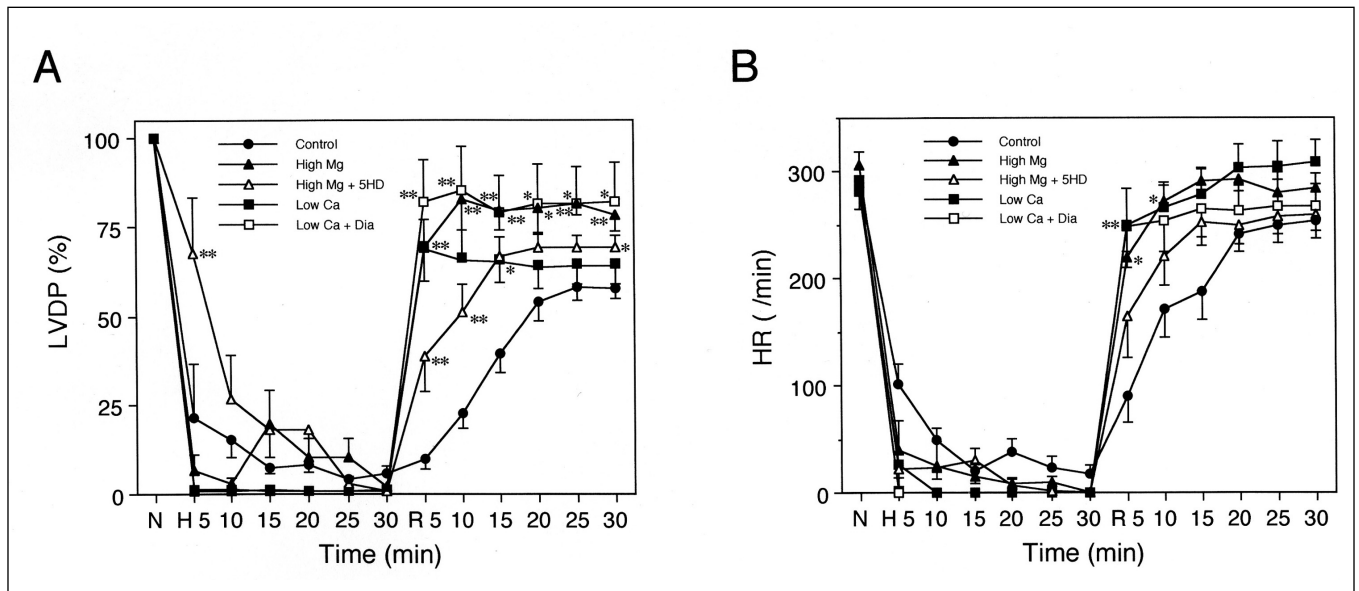 A
LVDP (%)
100
75
50
25
0
Control
High Mg
High Mg + 5HD
Low Ca
Low Ca + Dia
**
** ** ** * * *
** ** * ** **
**
*
*
**
**
N H 5 10 15 20 25 30 R 5 10 15 20 25 30
Time (min)
B
HR ( /min)
300
200
100
0
Control
High Mg
High Mg + 5HD
Low Ca
Low Ca + Dia
*
**
*
N H 5 10 15 20 25 30 R 5 10 15 20 25 30
Time (min)